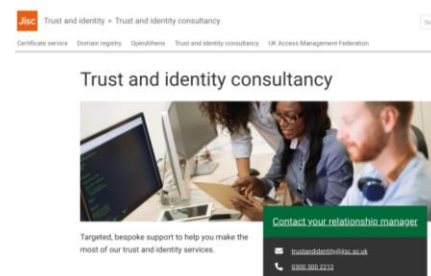 Jisc Trust and identity > Trust and identity consultancy
Certificate service Domain registry OpenAthens Trust and identity consultancy UK Access Management Federation
Trust and identity consultancy
Targeted, bespoke support to help you make the
most of our trust and identity services.
Contact your relationship manager
trustandidentity@jisc.ac.uk
0300 300 2212